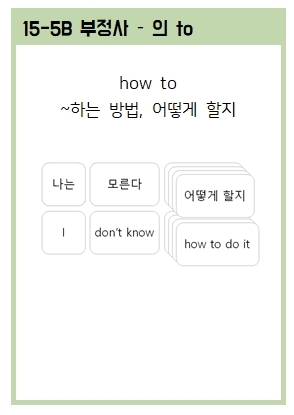 15-5B 부정사 - 의 to
how to
~하는 방법, 어떻게 할지
나는 모른다 어떻게 할지
I don't know how to do it